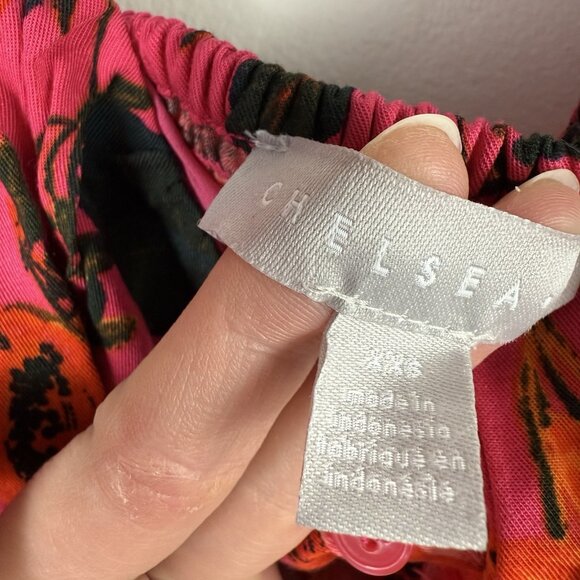 CHELSEA
XXS
made in
indonesia
fabriqué en
indonésie